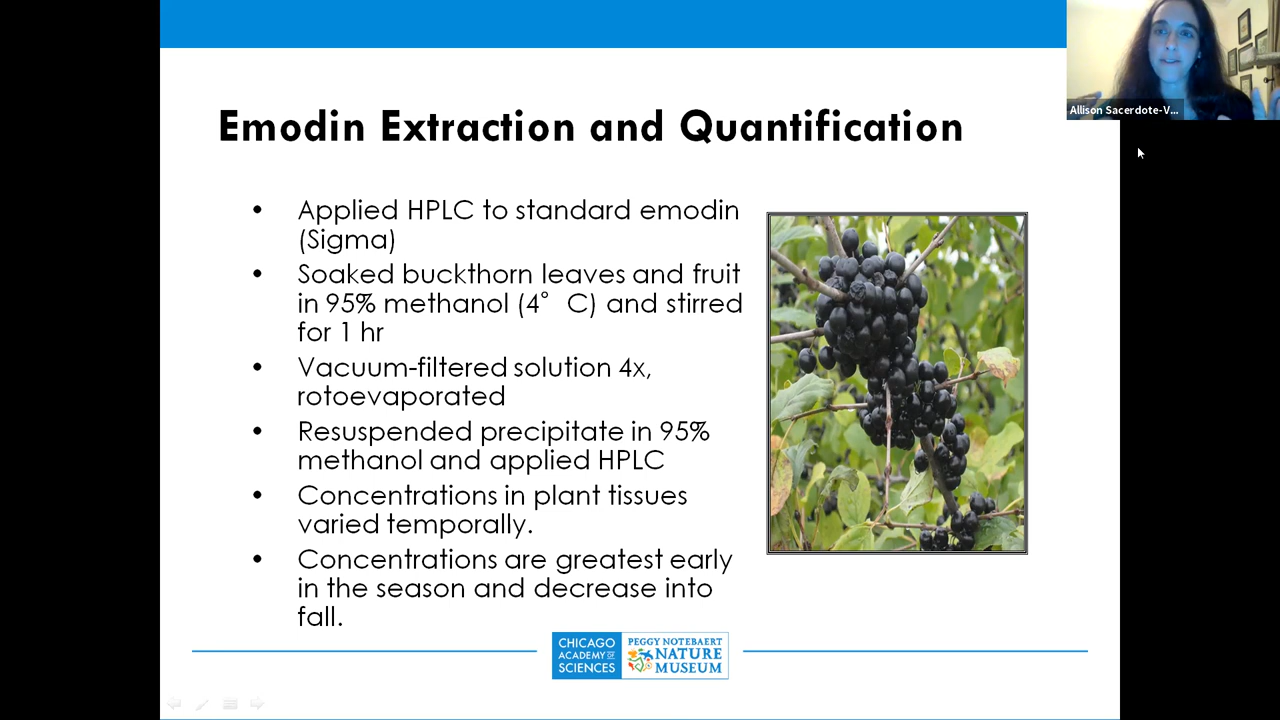 Allison Sacerdote-V...
Emodin Extraction and Quantification
• Applied HPLC to standard emodin
(Sigma)
• Soaked buckthorn leaves and fruit
in 95% methanol (4° C) and stirred
for 1 hr
• Vacuum-filtered solution 4x,
rotoevaporated
• Resuspended precipitate in 95%
methanol and applied HPLC
• Concentrations in plant tissues
varied temporally.
• Concentrations are greatest early
in the season and decrease into
fall.
CHICAGO
ACADEMY OF
SCIENCES
PEGGY NOTEBAERT
NATURE
MUSEUM